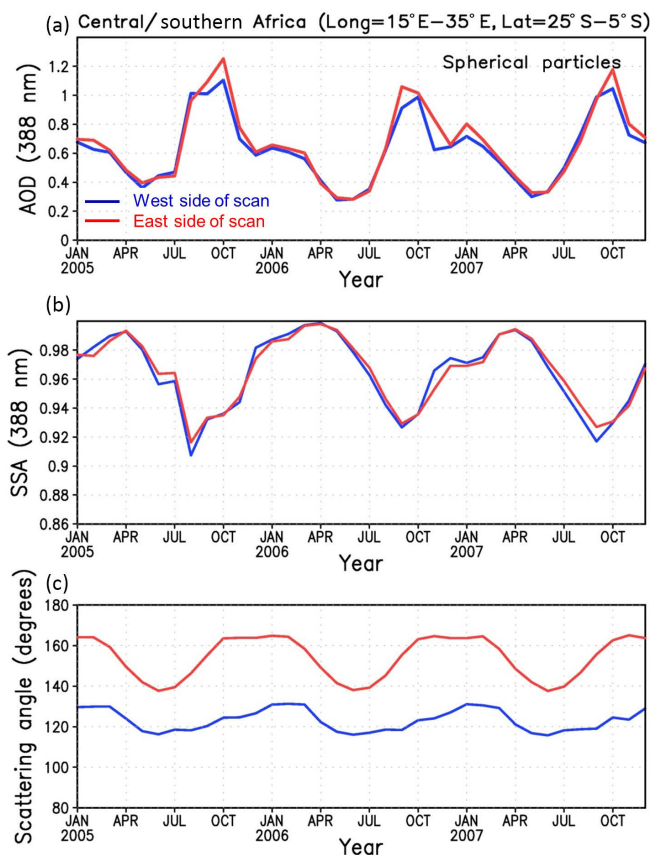 (a) Central/southern Africa (Long=15°E−35°E, Lat=25°S−5°S)
Spherical particles
AOD (388 nm)
1.2
1
0.8
0.6
0.4
0.2
0
West side of scan
East side of scan
JAN APR JUL OCT JAN APR JUL OCT JAN APR JUL OCT
2005 2006 2007
Year
(b)
SSA (388 nm)
0.98
0.96
0.94
0.92
0.9
0.88
0.86
JAN APR JUL OCT JAN APR JUL OCT JAN APR JUL OCT
2005 2006 2007
Year
(c)
Scattering angle (degrees)
180
160
140
120
100
80
JAN APR JUL OCT JAN APR JUL OCT JAN APR JUL OCT
2005 2006 2007
Year